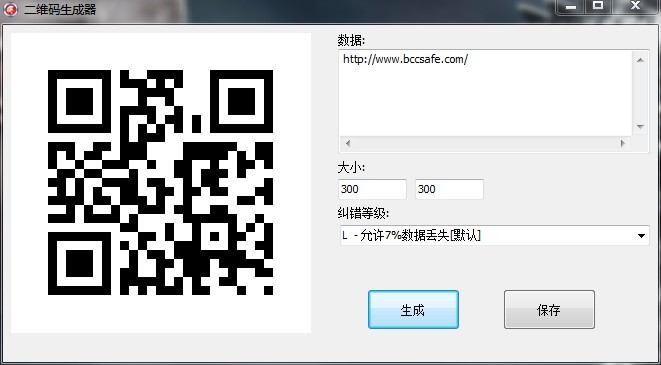 二维码生成器
数据:
http://www.bccsafe.com/
大小:
300 300
纠错等级:
L - 允许7%数据丢失[默认]
生成 保存